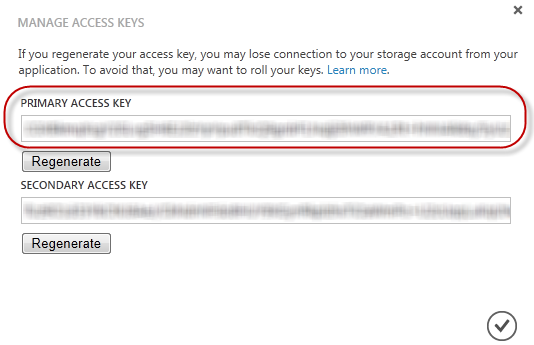 MANAGE ACCESS KEYS
If you regenerate your access key, you may lose connection to your storage account from your
application. To avoid that, you may want to roll your keys. Learn more.
PRIMARY ACCESS KEY
Regenerate
SECONDARY ACCESS KEY
Regenerate